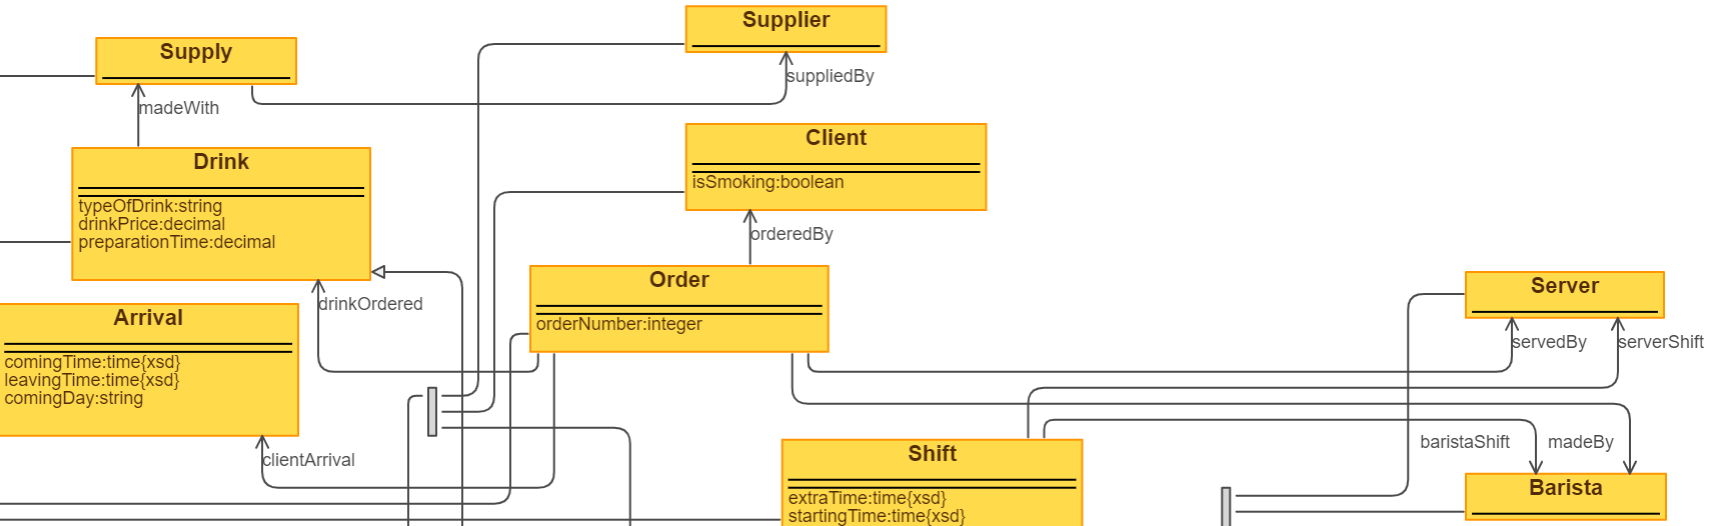 Supplier
Supply
suppliedBy
madeWith
Client
Drink
isSmoking:boolean
typeOfDrink:string
drinkPrice:decimal
orderedBy
preparationTime:decimal
Order
Server
drinkOrdered
Arrival
orderNumber:integer
servedBy
serverShift
comingTime:time{xsd}
leavingTime:time{xsd}
comingDay:string
baristaShift
madeBy
clientArrival
Shift
Barista
extraTime:time{xsd}
startingTime:time{xsd}